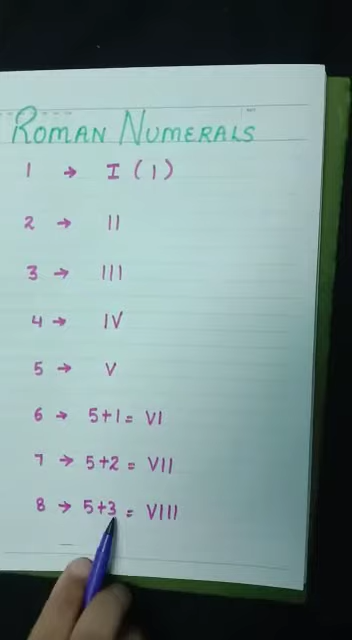 ROMAN NUMERALS
1 → I (1)
2 → II
3 → III
4 → IV
5 → V
6 → 5+1 = VI
7 → 5+2 = VII
8 → 5+3 = VIII